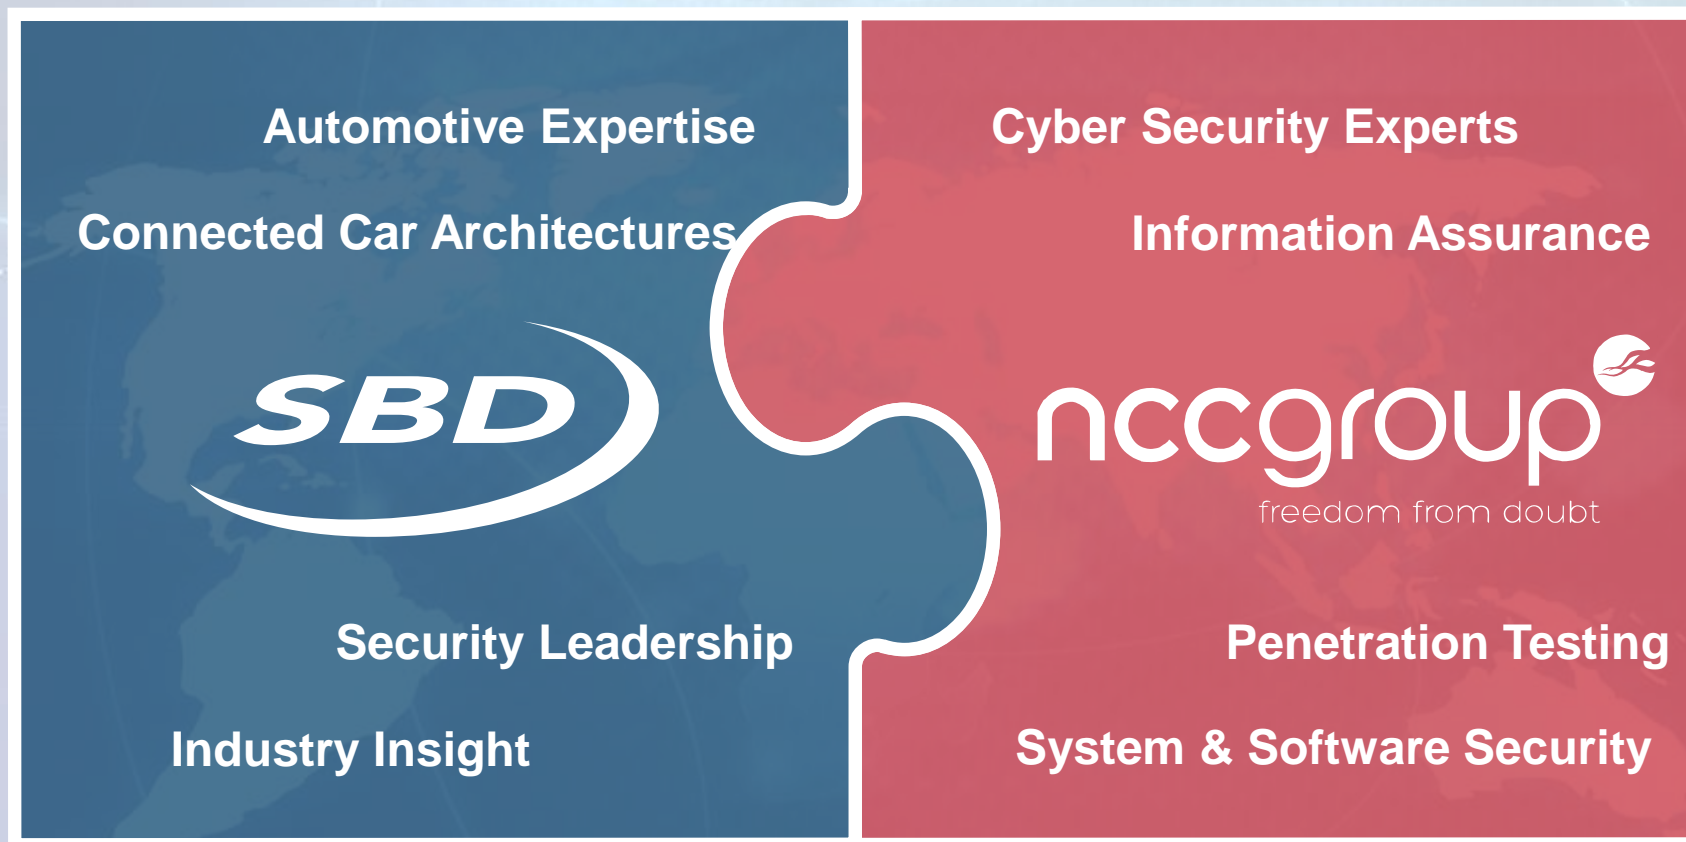 Automotive Expertise
Connected Car Architectures
SBD
Security Leadership
Industry Insight
Cyber Security Experts
Information Assurance
nccgroup
freedom from doubt
Penetration Testing
System & Software Security